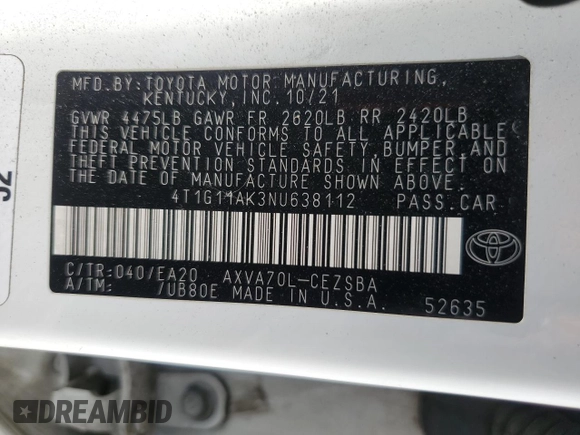 MFD.BY:TOYOTA MOTOR MANUFACTURING,
KENTUCKY,INC.10/21
GVWR 4475LB GAWR FR 2620LB RR 2420LB
THIS VEHICLE CONFORMS TO ALL APPLICABLE
FEDERAL MOTOR VEHICLE SAFETY, BUMPER, AND
THEFT PREVENTION STANDARDS IN EFFECT ON
THE DATE OF MANUFACTURE SHOWN ABOVE.
4T1G11AK3NU638112 PASS.CAR
C/TR:040/EA20 AXVA70L-CEZSBA
A/TM: /UB80E MADE IN U.S.A. 52635
DREAMBID